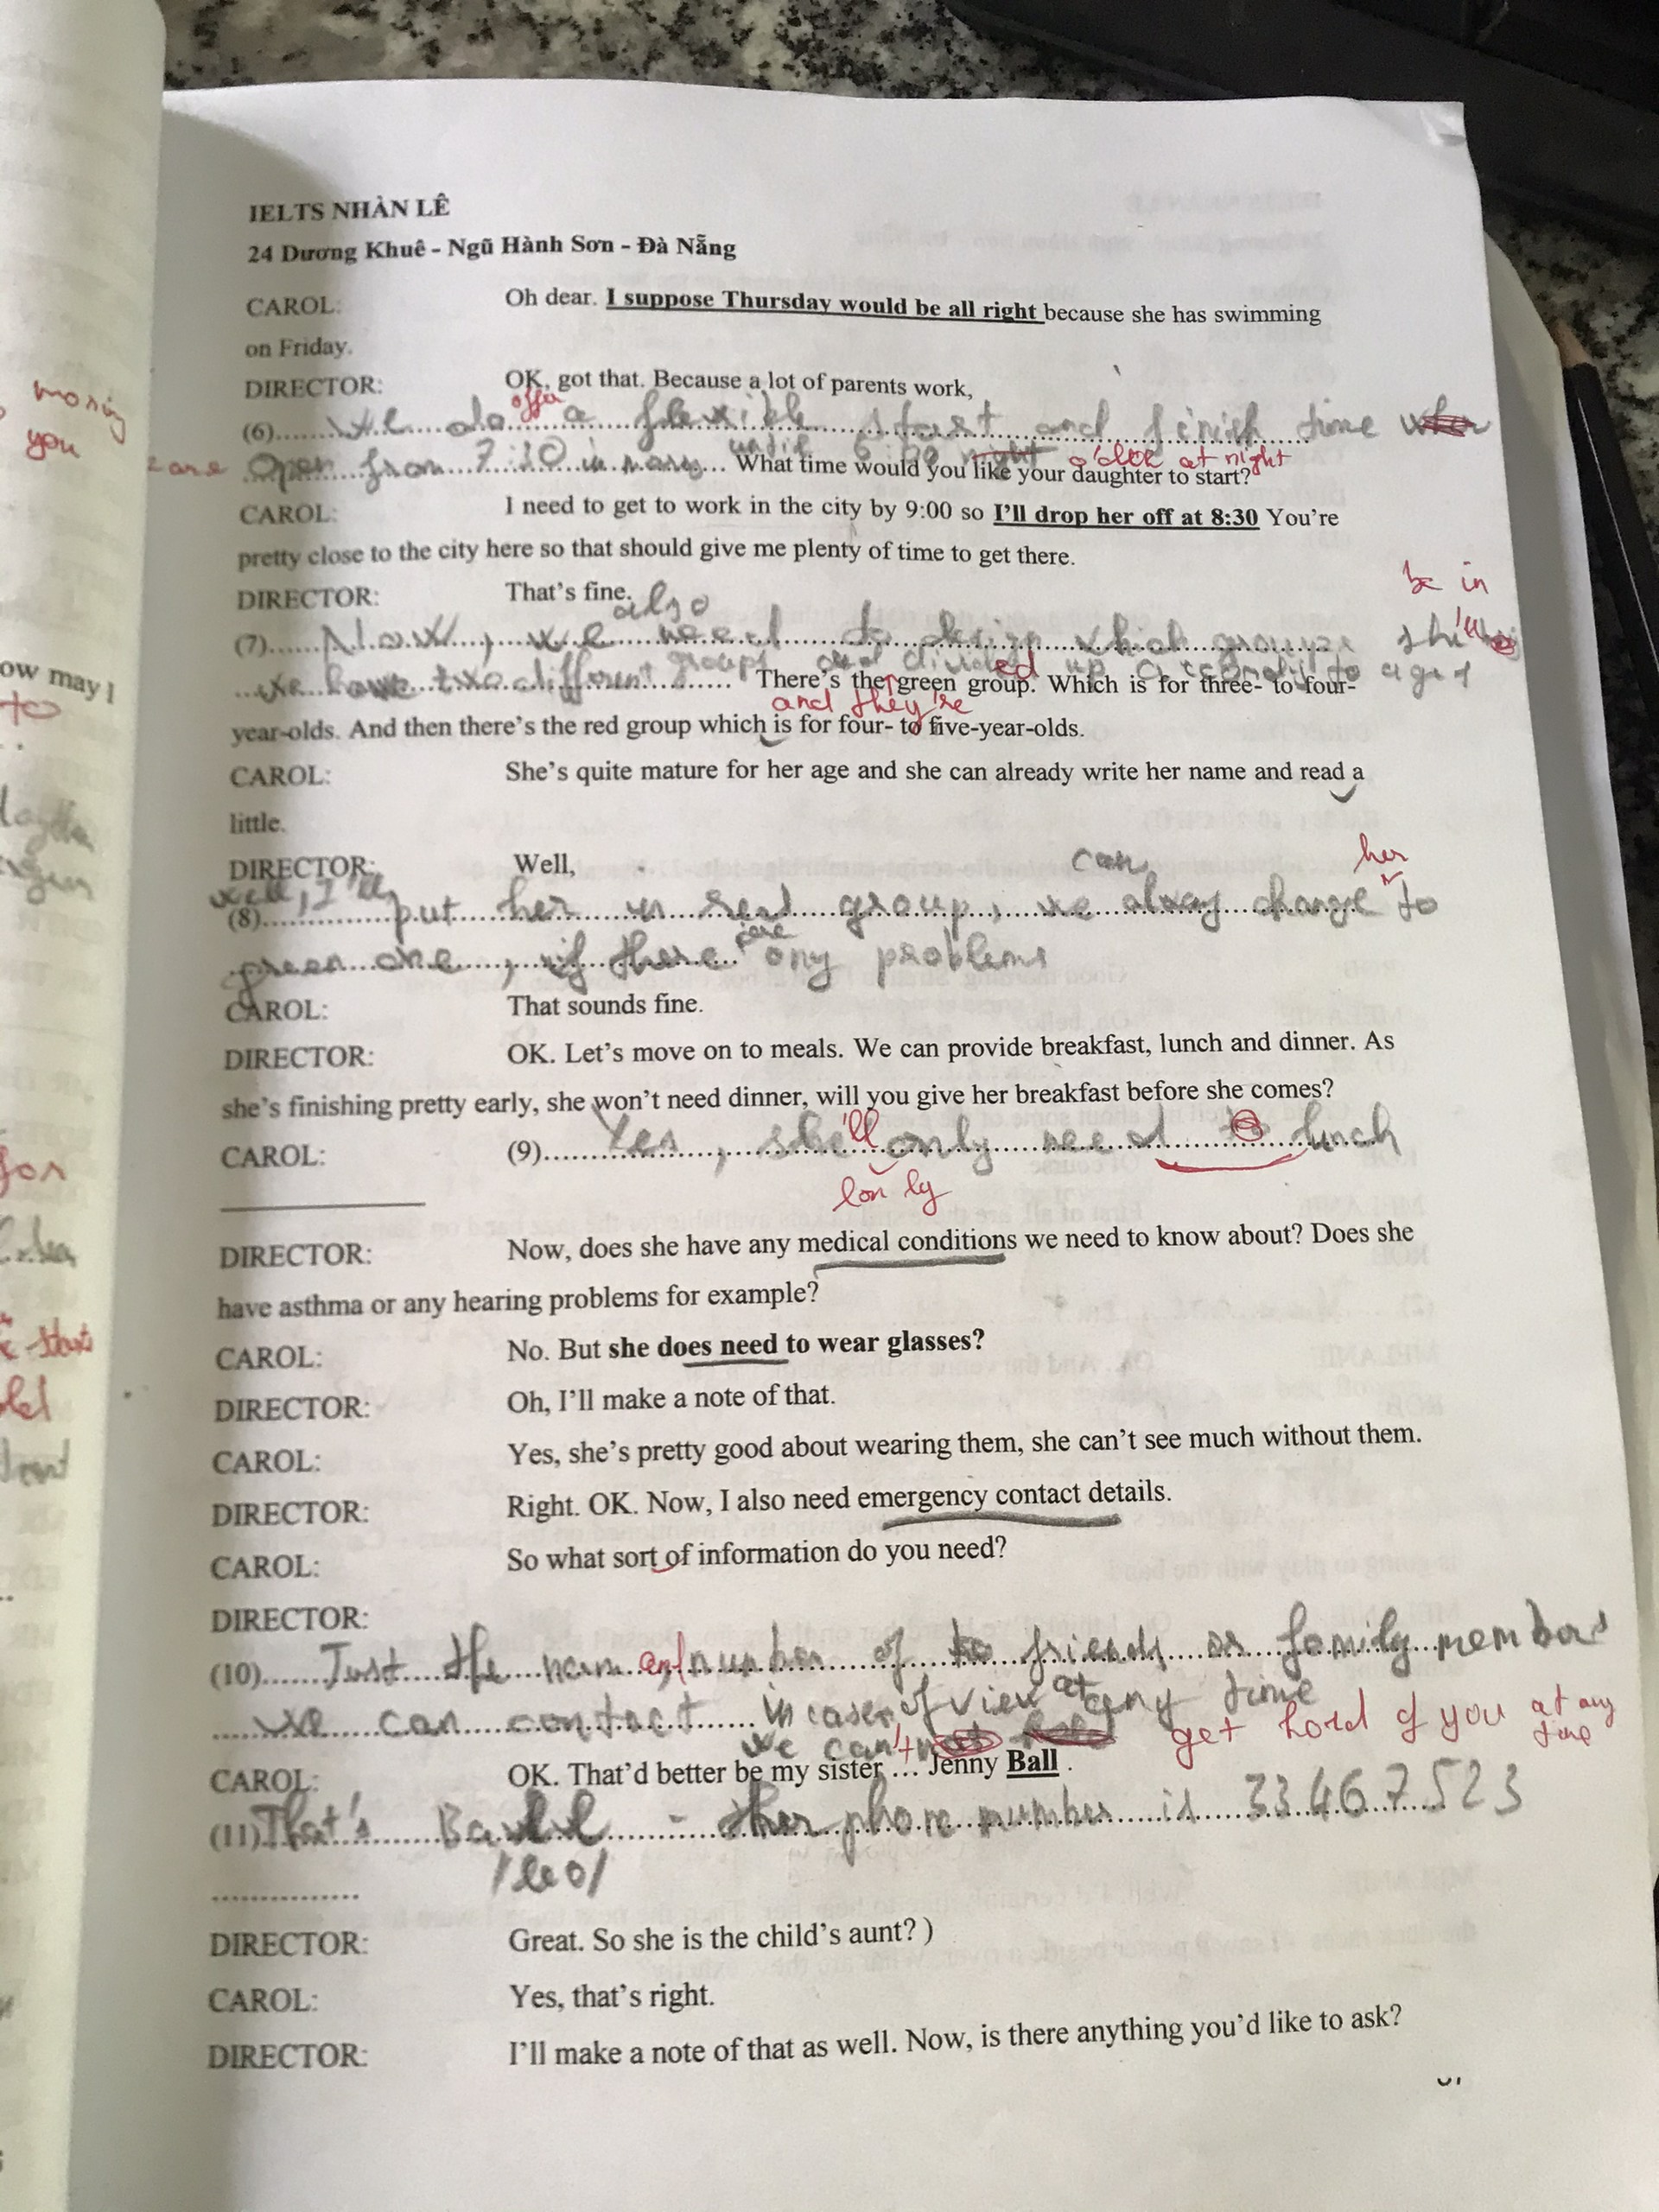 IELTS NHÀN LÊ
24 Dương Khuê - Ngũ Hành Sơn - Đà Nẵng
CAROL: Oh dear. I suppose Thursday would be all right because she has swimming
on Friday.
DIRECTOR: OK, got that. Because a lot of parents work,
offer
(6) We do a flexible start and finish time
are open from 7:30 in until 6 o'clock at night
What time would you like your daughter to start?
CAROL: I need to get to work in the city by 9:00 so I'll drop her off at 8:30 You're
pretty close to the city here so that should give me plenty of time to get there.
be in
DIRECTOR: That's fine.
also
(7) Now, we need to which she'll
we have two different groups and up to
There's the green group. Which is for three- to four-
and they're
year-olds. And then there's the red group which is for four- to five-year-olds.
CAROL: She's quite mature for her age and she can already write her name and read a
little.
DIRECTOR: Well,
can her
(8) well, I'll put her in group, we change to
green one, if there are any problems
CAROL: That sounds fine.
DIRECTOR: OK. Let's move on to meals. We can provide breakfast, lunch and dinner. As
she's finishing pretty early, she won't need dinner, will you give her breakfast before she comes?
CAROL: (9) Yes, she'll only need lunch
lon ly
DIRECTOR: Now, does she have any medical conditions we need to know about? Does she
have asthma or any hearing problems for example?
CAROL: No. But she does need to wear glasses?
DIRECTOR: Oh, I'll make a note of that.
CAROL: Yes, she's pretty good about wearing them, she can't see much without them.
DIRECTOR: Right. OK. Now, I also need emergency contact details.
CAROL: So what sort of information do you need?
DIRECTOR:
(10) Just the number of friends or family members
we can contact in case of view at any time
we can't get hold of you at any time
CAROL: OK. That'd better be my sister ... Jenny Ball .
(11) That's Ball - her phone number is 33467523
DIRECTOR: Great. So she is the child's aunt? )
CAROL: Yes, that's right.
DIRECTOR: I'll make a note of that as well. Now, is there anything you'd like to ask?
moning
you
ow may I
to
for